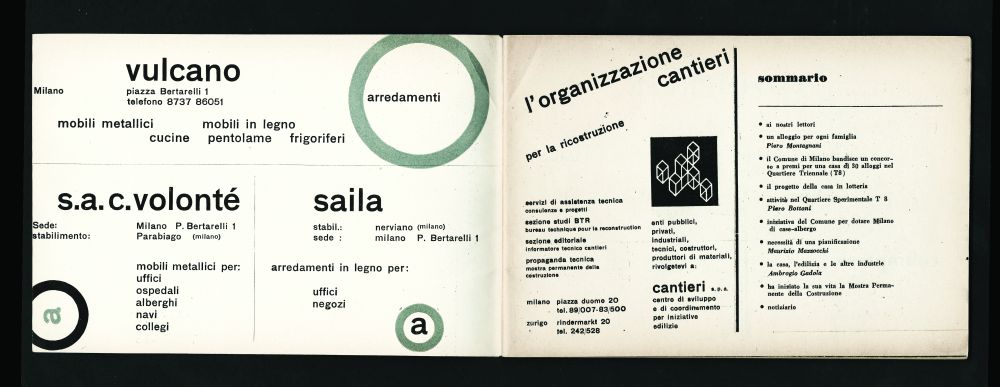 vulcano
Milano
piazza Bertarelli 1
telefono 8737 86051
mobili metallici mobili in legno
cucine pentolame frigoriferi
arredamenti
s.a.c.volonté
Sede: Milano P. Bertarelli 1
stabilimento: Parabiago (milano)
mobili metallici per:
uffici
ospedali
alberghi
navi
collegi
a
saila
stabil.: nerviano (milano)
sede : milano P. Bertarelli 1
arredamenti in legno per:
uffici
negozi
a
l'organizzazione
cantieri
per la ricostruzione
servizi di assistenza tecnica
consulenze e progetti
sezione studi BTR
bureau technique pour la reconstruction
sezione editoriale
informatore tecnico cantieri
propaganda tecnica
mostra permanente della
costruzione
milano piazza duomo 20
tel. 89/007-83/500
zurigo rindermarkt 20
tel. 242|528
enti pubblici,
privati,
industriali,
tecnici, costruttori,
produttori di materiali,
rivolgetevi a:
cantieri s.p.a.
centro di sviluppo
e di coordinemento
per iniziative
edilizie
sommario
• ai nostri lettori
• un alloggio per ogni famiglia
Piero Montagnani
• il Comune di Milano bandisce un concor-
so a premi per una casa di 30 alloggi nel
Quartiere Triennale (T8)
• il progetto della casa in lotteria
• attività nel Quartiere Sperimentale T 8
Piero Bottoni
• iniziativa del Comune per dotare Milano
di case-albergo
• necessità di una pianificazione
Maurizio Mazzocchi
• la casa, l'edilizia e le altre industrie
Ambrogio Gadola
• ha iniziato la sua vita la Mostra Perma-
nente della Costruzione
• notiziario